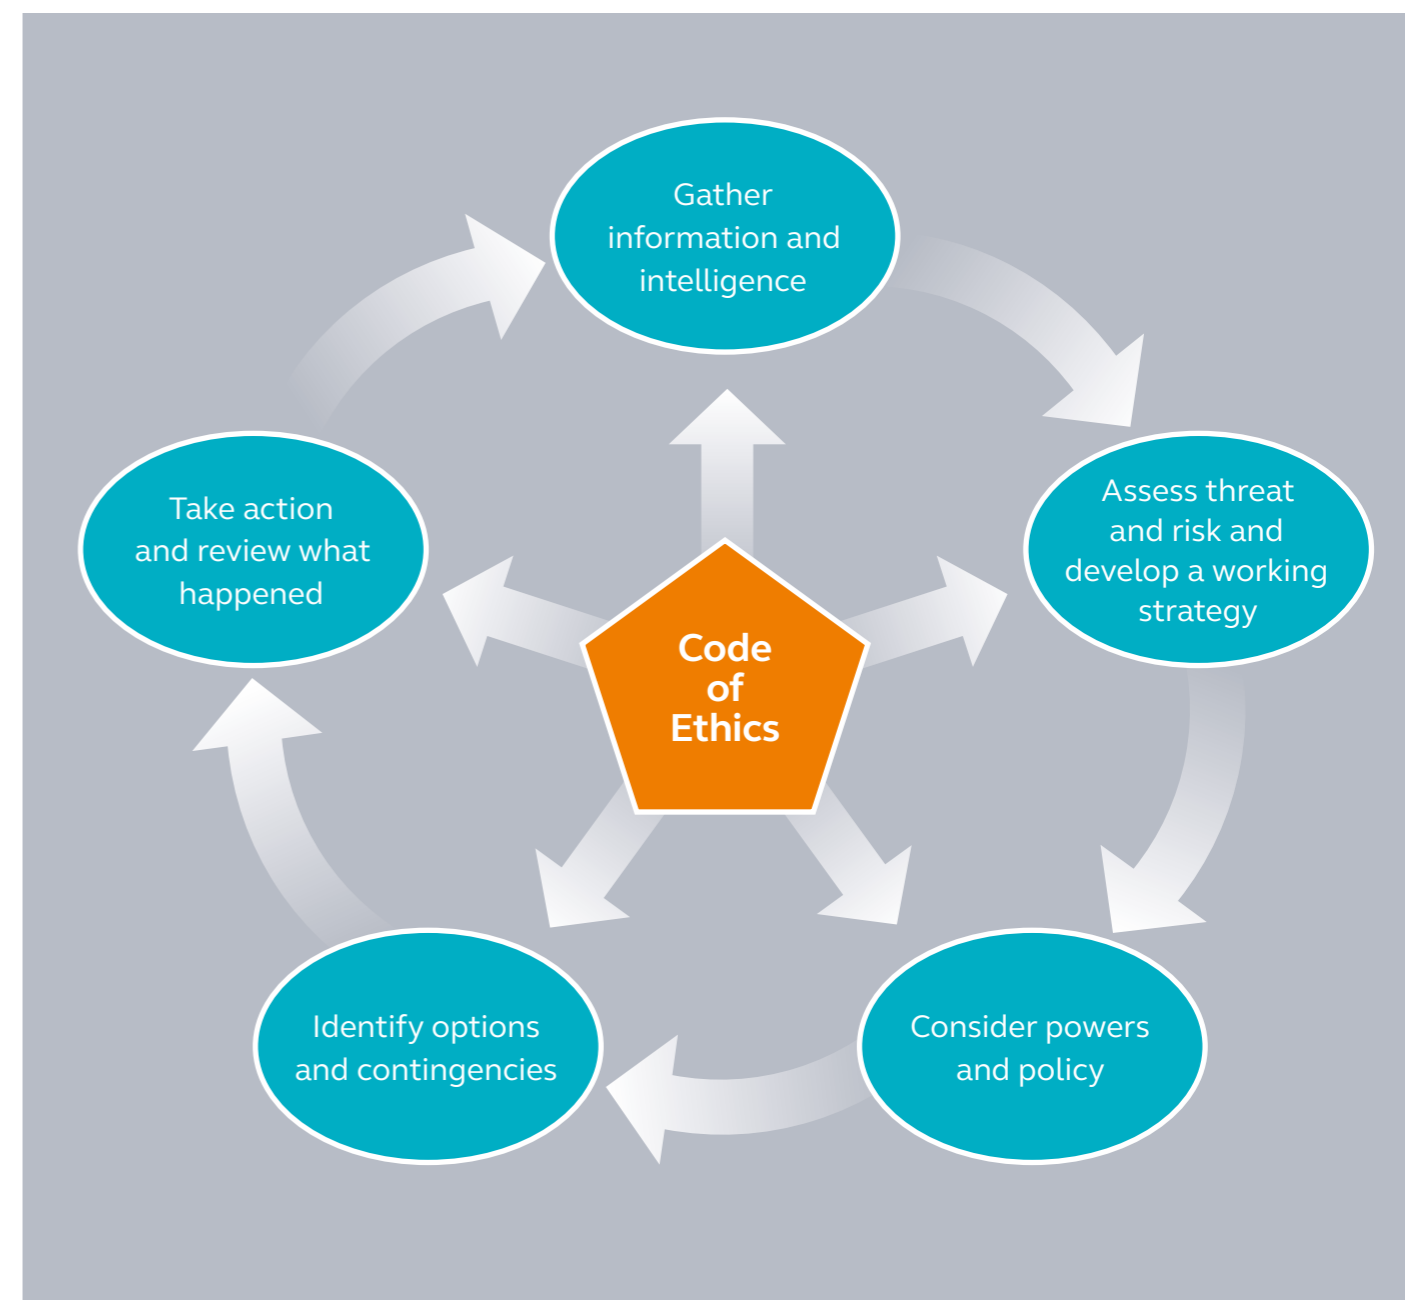 Gather
information and
intelligence
Assess threat
and risk and
develop a working
strategy
Consider powers
and policy
Identify options
and contingencies
Take action
and review what
happened
Code
of
Ethics